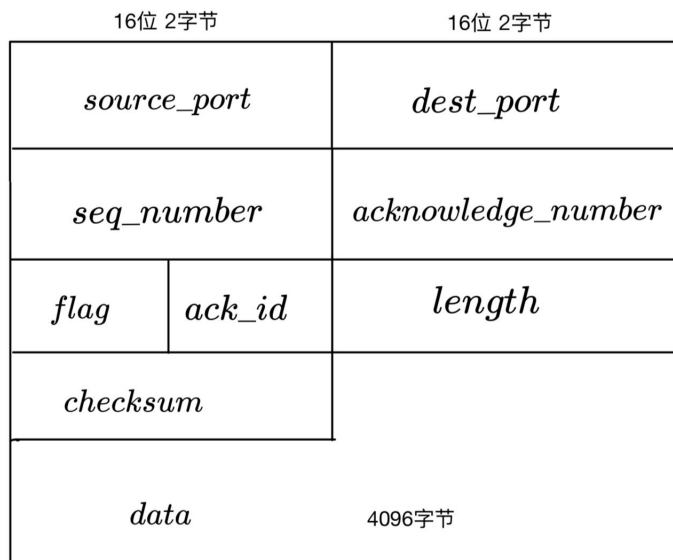 16位 2字节 16位 2字节
source_port dest_port
seq_number acknowledge_number
flag ack_id length
checksum
data 4096字节